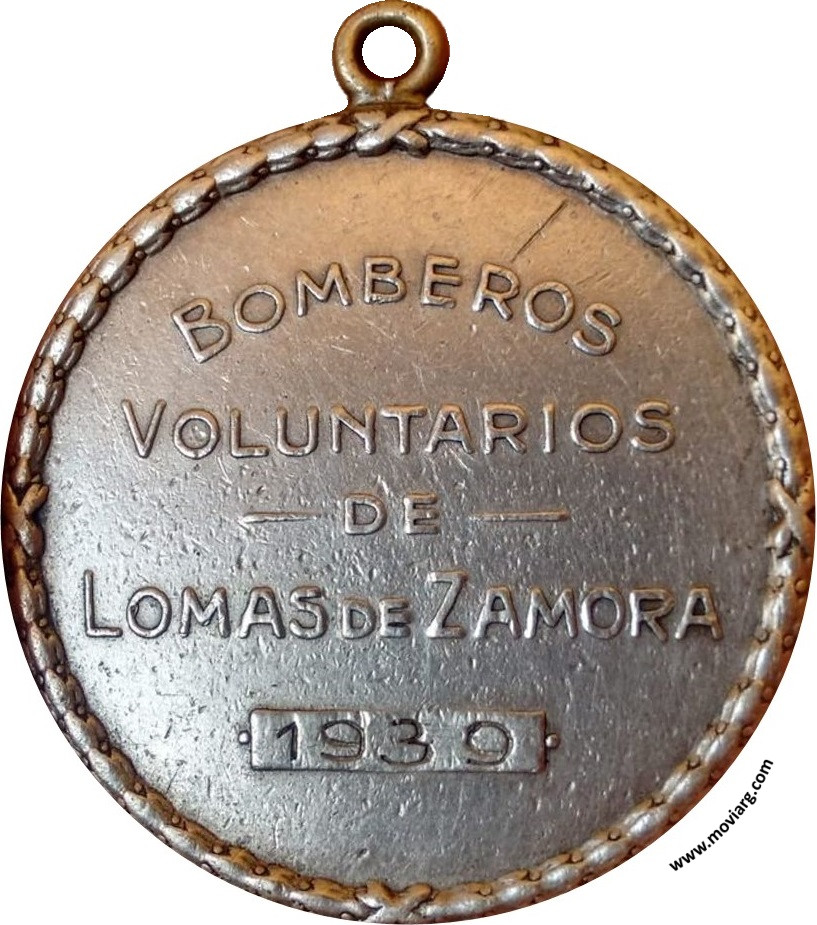 BOMBEROS
VOLUNTARIOS
— DE —
LOMAS DE ZAMORA
1939
www.moviarg.com